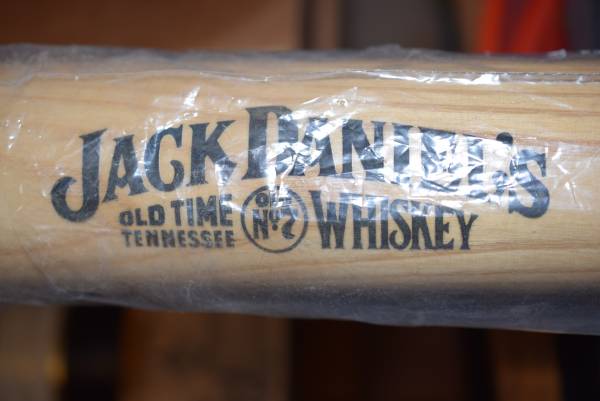 JACK DANIEL'S
OLD TIME
TENNESSEE
OLD
No. 7
WHISKEY